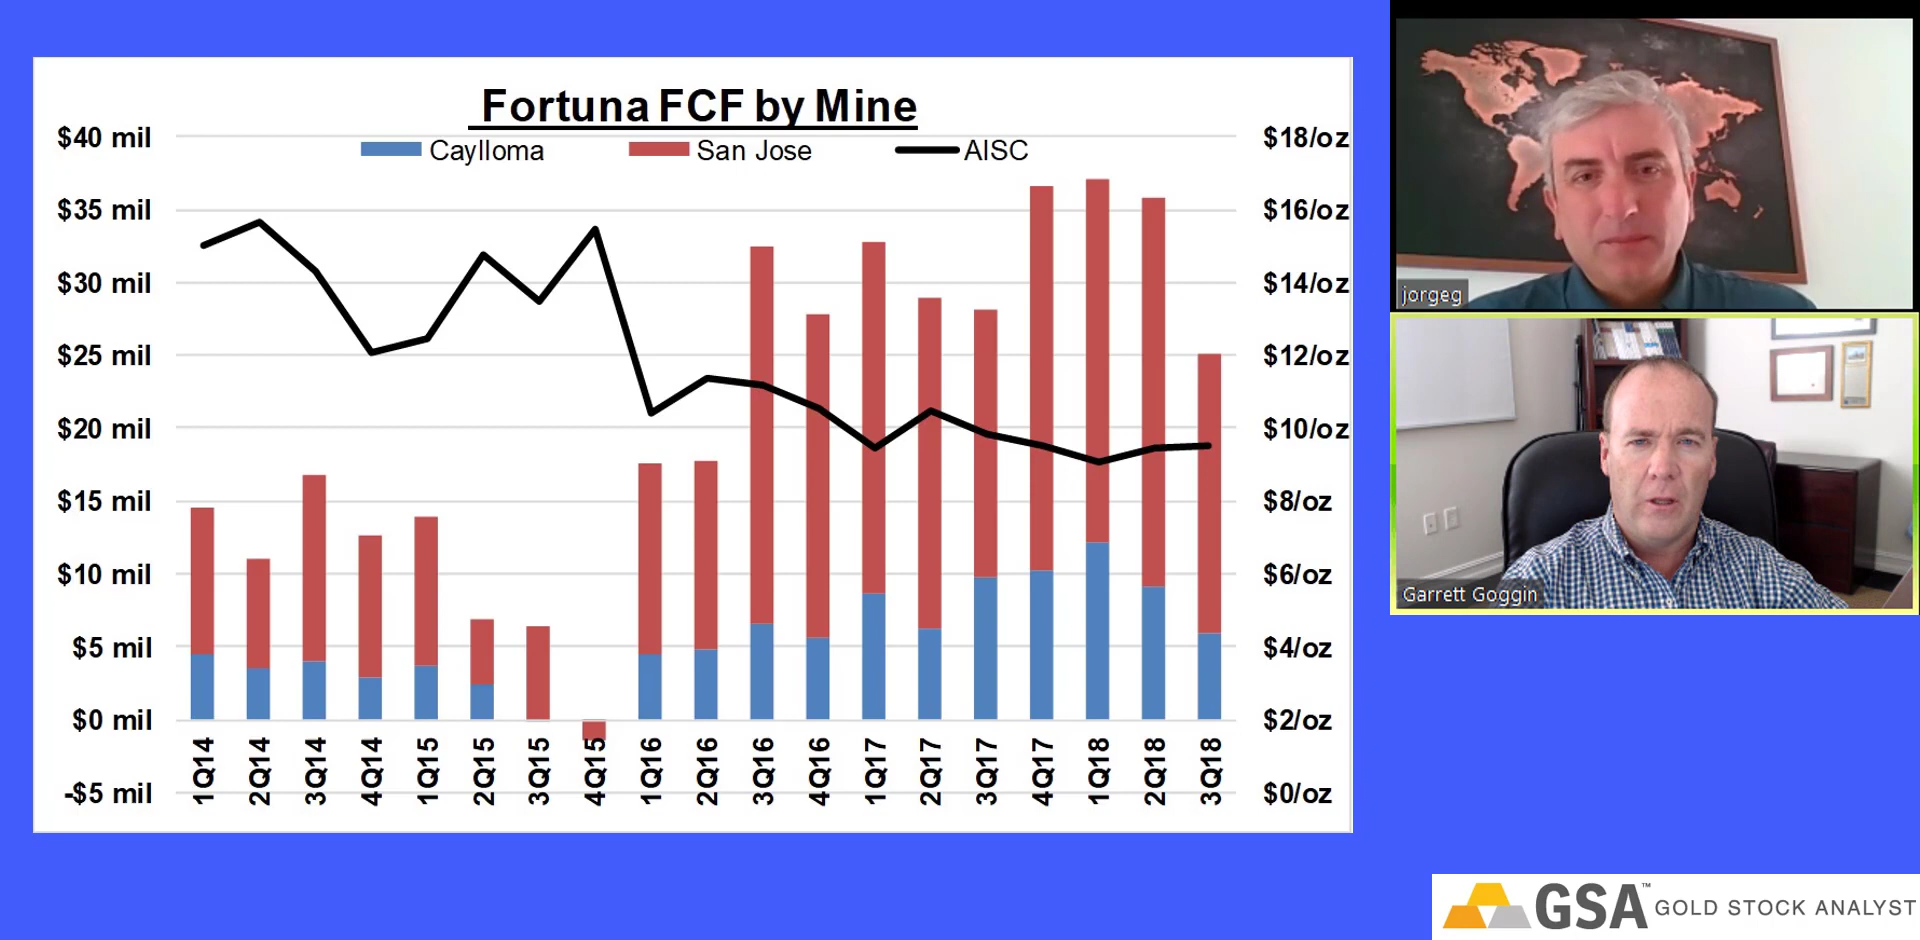 Fortuna FCF by Mine
Caylloma San Jose AISC
$40 mil
$35 mil
$30 mil
$25 mil
$20 mil
$15 mil
$10 mil
$5 mil
$0 mil
-$5 mil
$18/oz
$16/oz
$14/oz
$12/oz
$10/oz
$8/oz
$6/oz
$4/oz
$2/oz
$0/oz
1Q14
2Q14
3Q14
4Q14
1Q15
2Q15
3Q15
4Q15
1Q16
2Q16
3Q16
4Q16
1Q17
2Q17
3Q17
4Q17
1Q18
2Q18
3Q18
jorgeg
Garrett Goggin
GSA™ GOLD STOCK ANALYST